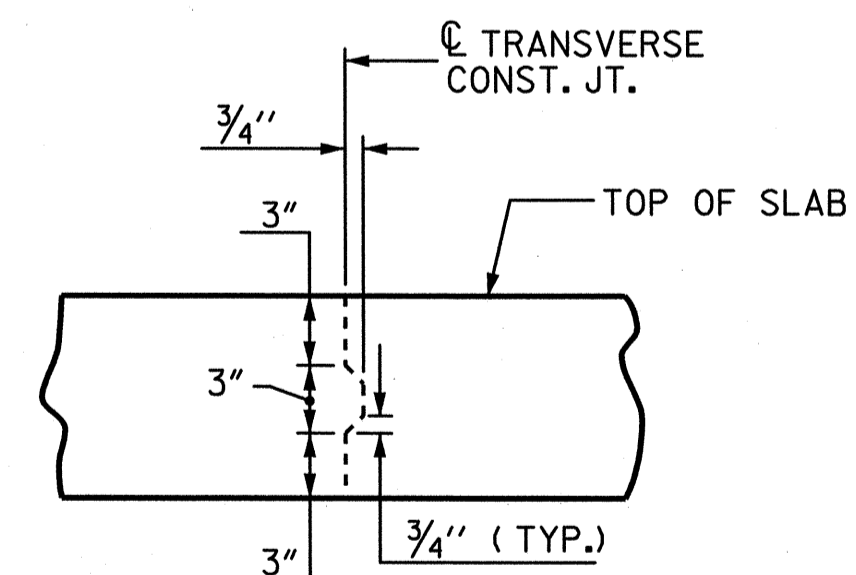 ℄ TRANSVERSE
CONST. JT.
3/4"
3"
TOP OF SLAB
3"
3/4" ( TYP.)
3"